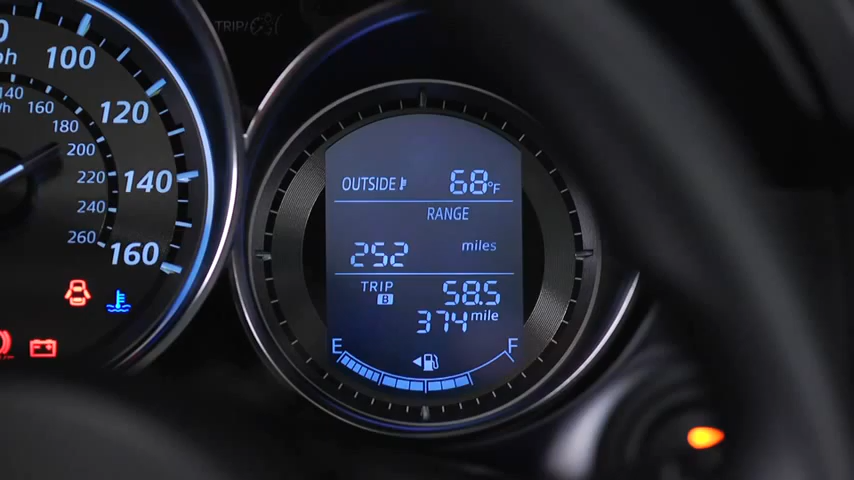 TRIP/
100
120
140
160
140
160
180
200
220
240
260
OUTSIDE 68°F
RANGE
252 miles
TRIP 58.5
B
374 mile
E F